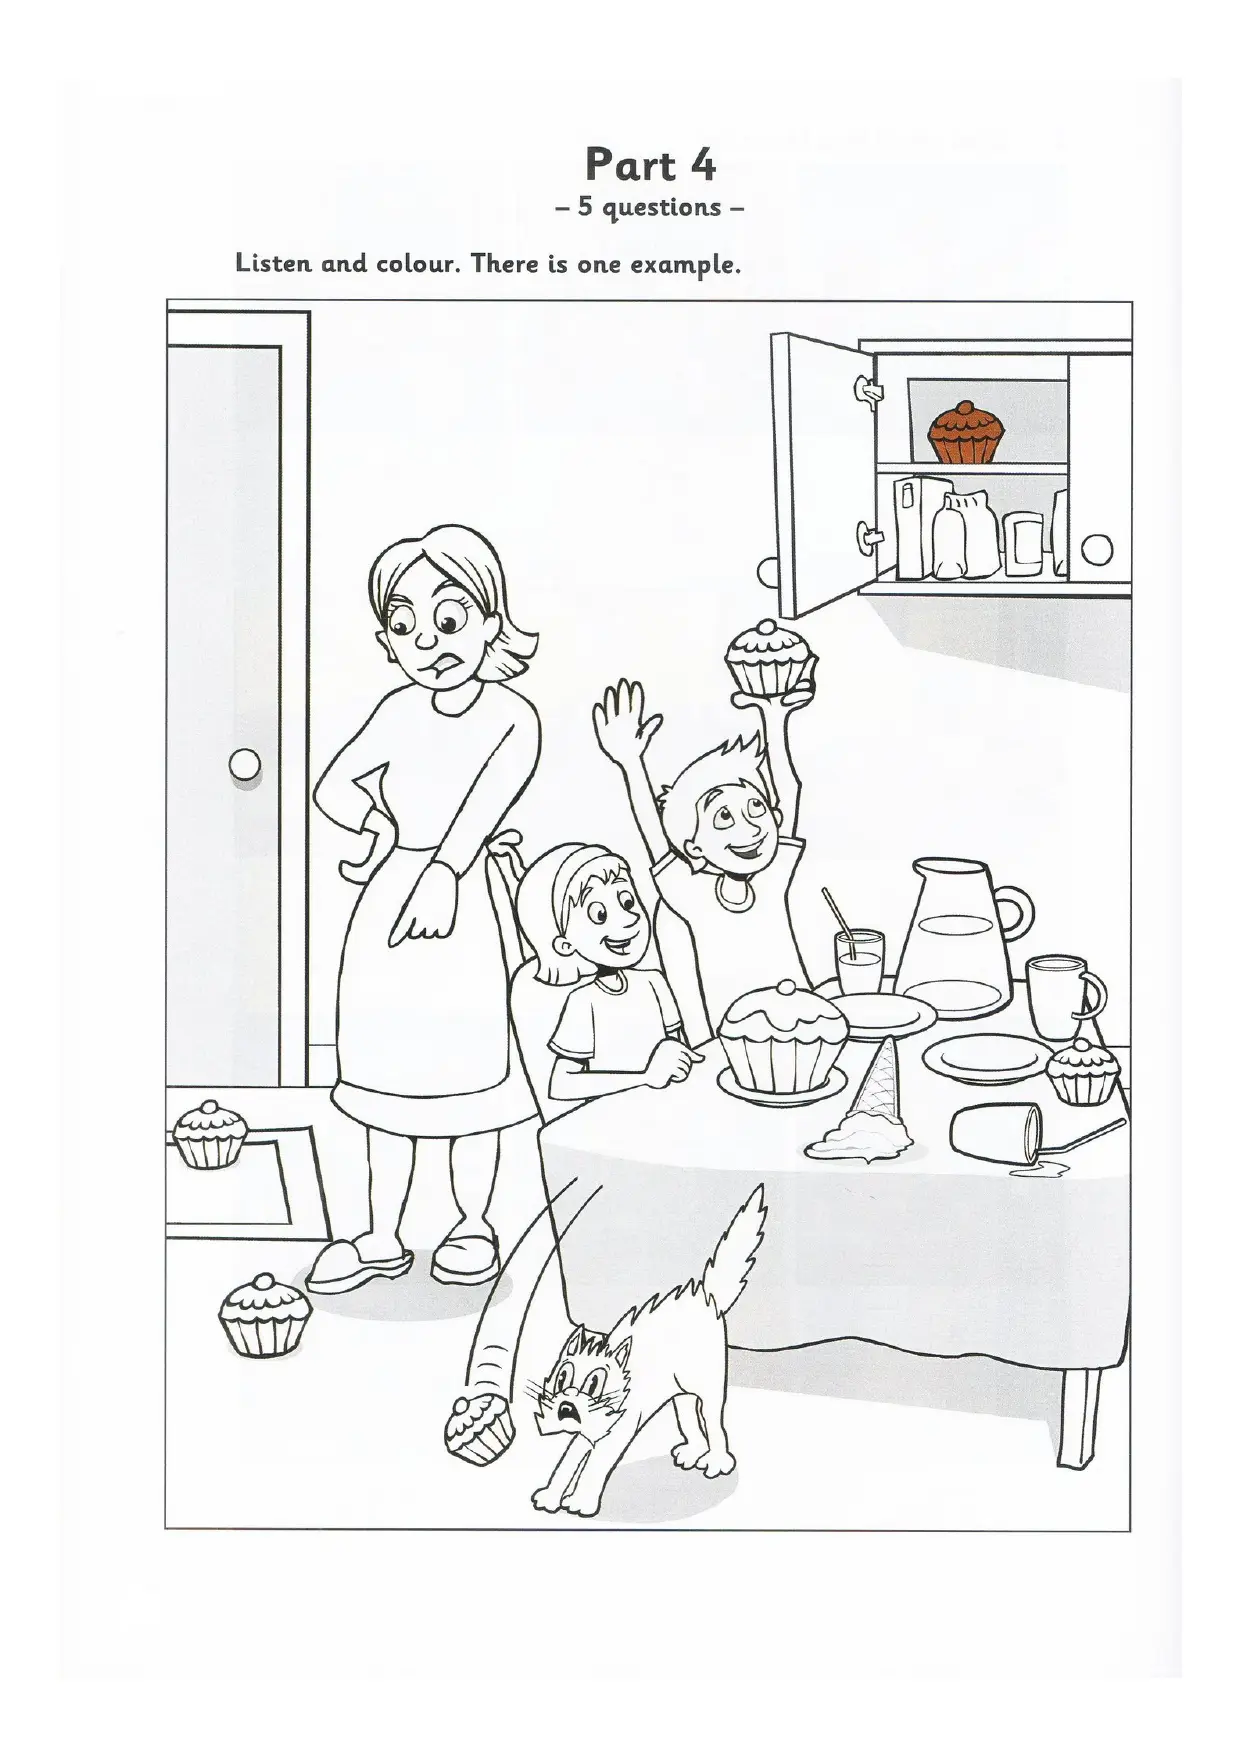 Part 4
– 5 questions –
Listen and colour. There is one example.